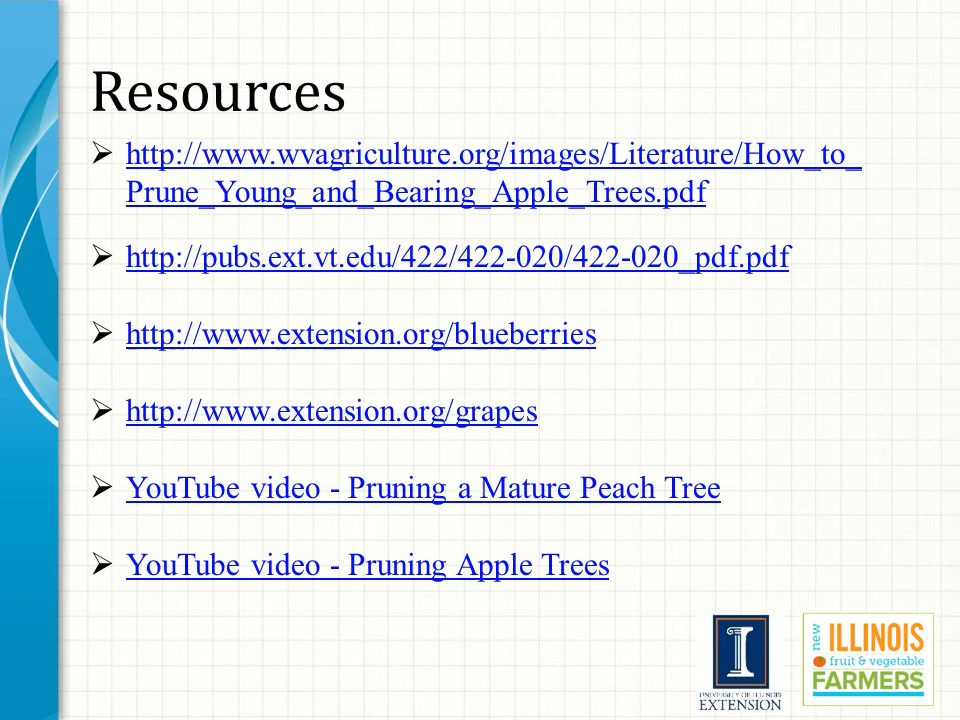 Resources
http://www.wvagriculture.org/images/Literature/How_to_
Prune_Young_and_Bearing_Apple_Trees.pdf
http://pubs.ext.vt.edu/422/422-020/422-020_pdf.pdf
http://www.extension.org/blueberries
http://www.extension.org/grapes
YouTube video - Pruning a Mature Peach Tree
YouTube video - Pruning Apple Trees
I
UNIVERSITY OF ILLINOIS
EXTENSION
new
ILLINOIS
fruit & vegetable
FARMERS